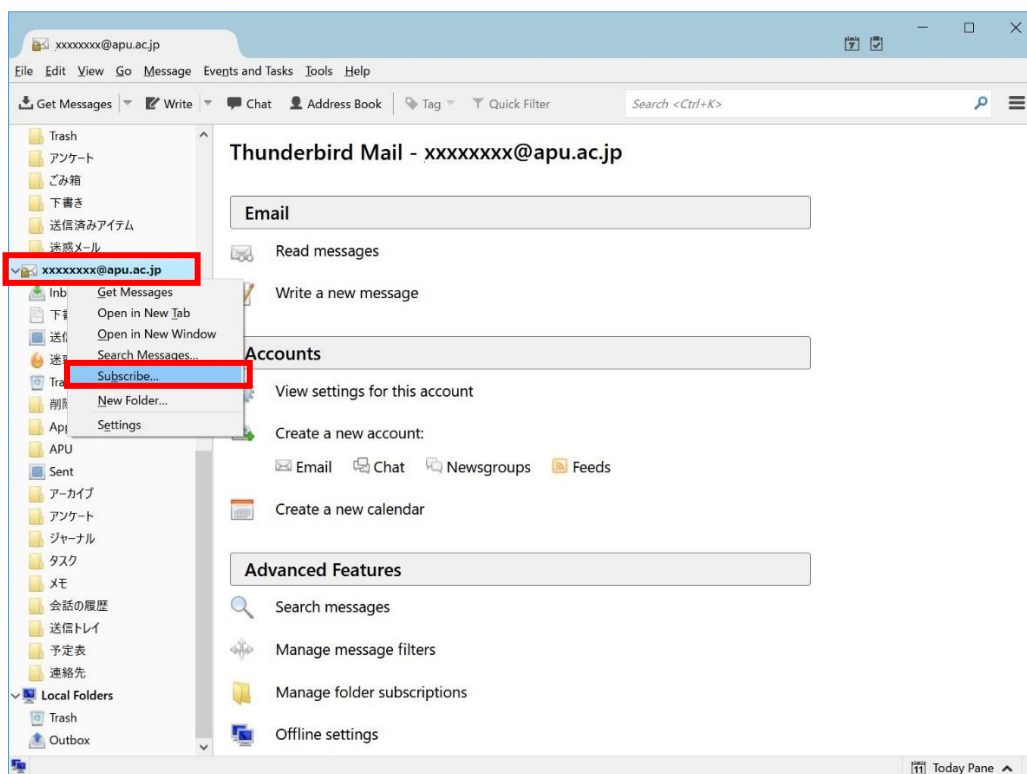 xxxxxxxx@apu.ac.jp
File Edit View Go Message Events and Tasks Tools Help
Get Messages Write Chat Address Book Tag Quick Filter Search <Ctrl+K>
Trash
アンケート
ごみ箱
下書き
送信済みアイテム
迷惑メール
xxxxxxxx@apu.ac.jp
Inb
下
送
迷
Tra
削
App
APU
Sent
アーカイブ
アンケート
ジャーナル
タスク
メモ
会話の履歴
送信トレイ
予定表
連絡先
Local Folders
Trash
Outbox
Get Messages
Open in New Tab
Open in New Window
Search Messages...
Subscribe...
New Folder...
Settings
Thunderbird Mail - xxxxxxxx@apu.ac.jp
Email
Read messages
Write a new message
Accounts
View settings for this account
Create a new account:
Email Chat Newsgroups Feeds
Create a new calendar
Advanced Features
Search messages
Manage message filters
Manage folder subscriptions
Offline settings
11 Today Pane